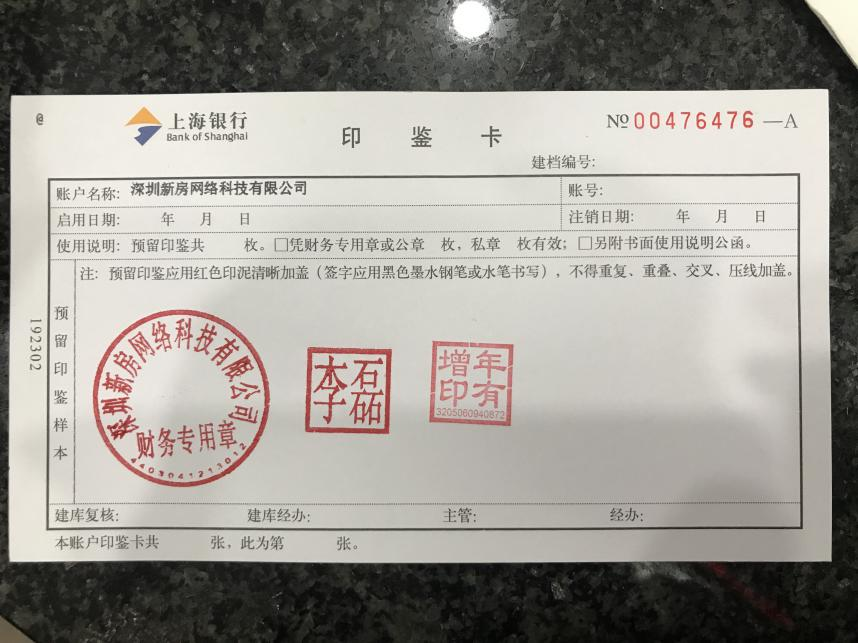 @
上海银行
Bank of Shanghai
印 鉴 卡
№ 00476476 —A
建档编号:
账户名称: 深圳新房网络科技有限公司
账号:
启用日期: 年 月 日
注销日期: 年 月 日
使用说明: 预留印鉴共 枚。□凭财务专用章或公章 枚，私章 枚有效；□另附书面使用说明公函。
注: 预留印鉴应用红色印泥清晰加盖（签字应用黑色墨水钢笔或水笔书写），不得重复、重叠、交叉、压线加盖。
192302
预留印鉴样本
深圳新房网络科技有限公司
财务专用章
4403041213012
李石磊
年有
增印
3205060940872
建库复核:
建库经办:
主管:
经办:
本账户印鉴卡共 张，此为第 张。